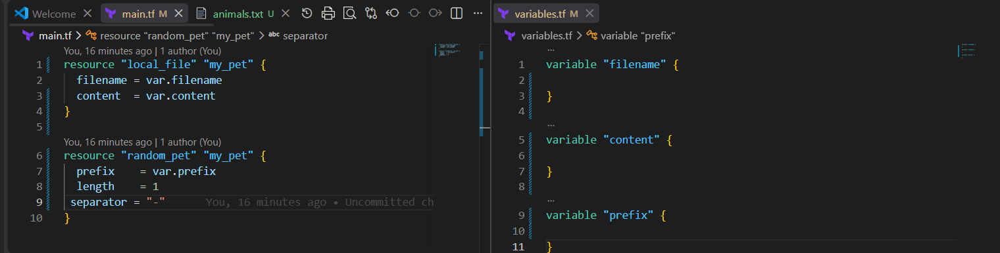 Welcome main.tf M animals.txt U
main.tf > resource "random_pet" "my_pet" > abc separator
You, 16 minutes ago | 1 author (You)
1 resource "local_file" "my_pet" {
2 filename = var.filename
3 content = var.content
4 }
5
You, 16 minutes ago | 1 author (You)
6 resource "random_pet" "my_pet" {
7 prefix = var.prefix
8 length = 1
9 separator = "-" You, 16 minutes ago • Uncommitted changes
10 }
variables.tf M
variables.tf > variable "prefix"
...
1 variable "filename" {
2
3 }
4
...
5 variable "content" {
6
7 }
8
...
9 variable "prefix" {
10
11 }